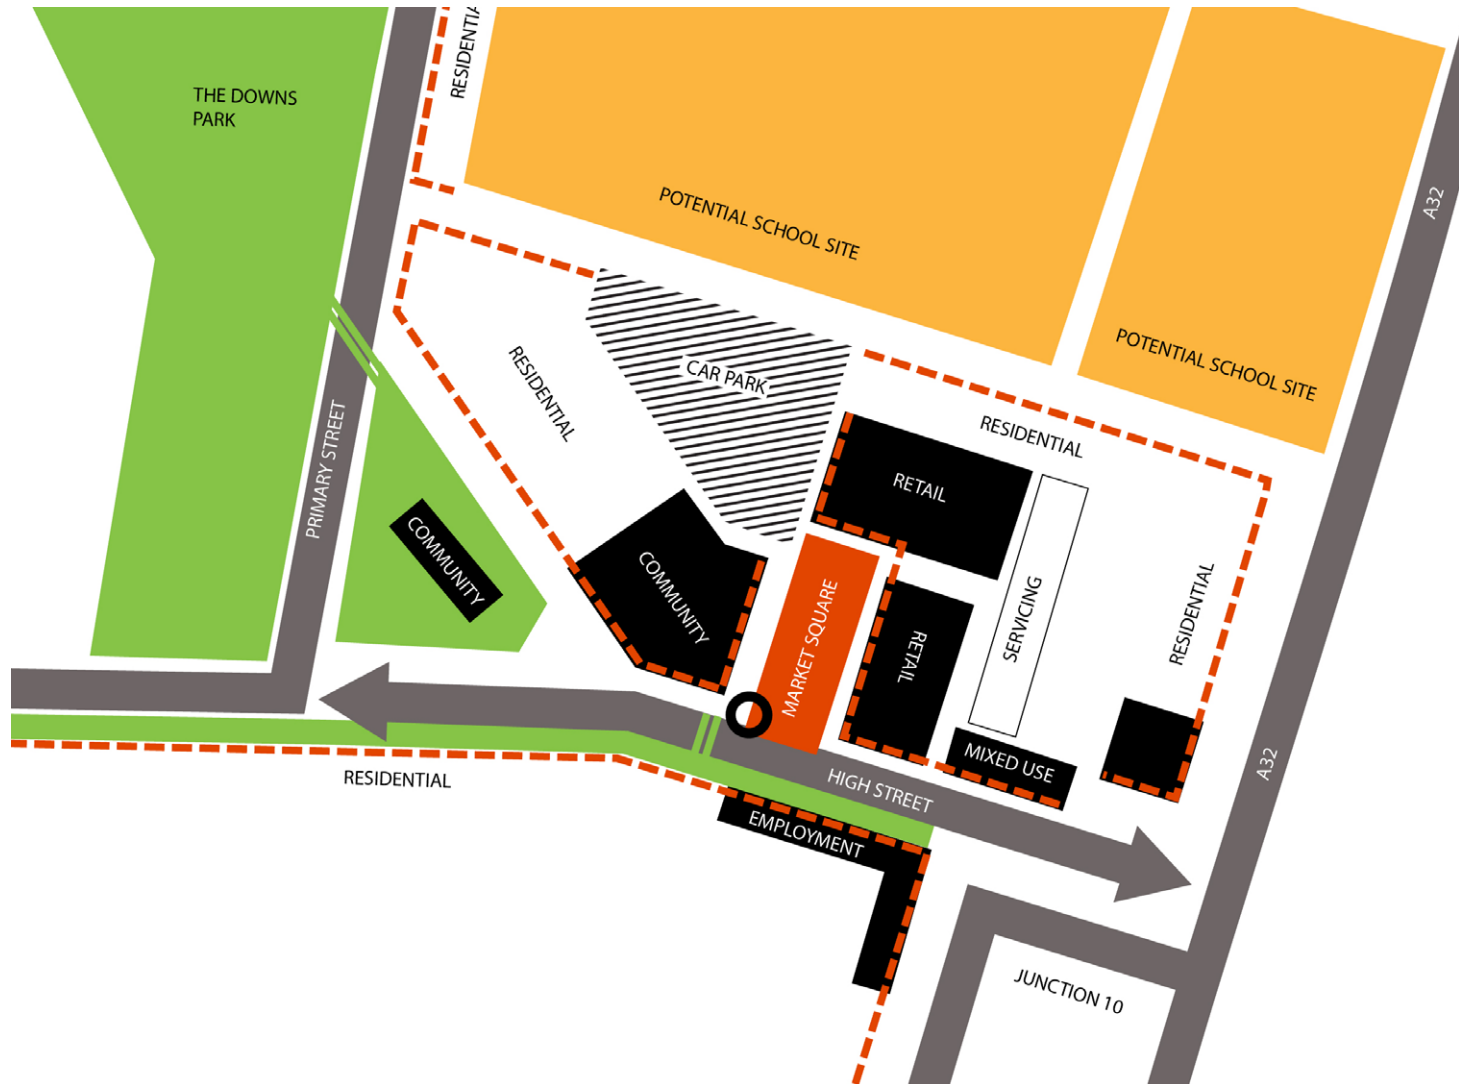 RESIDENTIA
THE DOWNS
PARK
POTENTIAL SCHOOL SITE
A32
POTENTIAL SCHOOL SITE
CAR PARK
RESIDENTIAL
RESIDENTIAL
PRIMARY STREET
RETAIL
COMMUNITY
COMMUNITY
MARKET SQUARE
RETAIL
SERVICING
RESIDENTIAL
MIXED USE
A32
RESIDENTIAL
HIGH STREET
EMPLOYMENT
JUNCTION 10